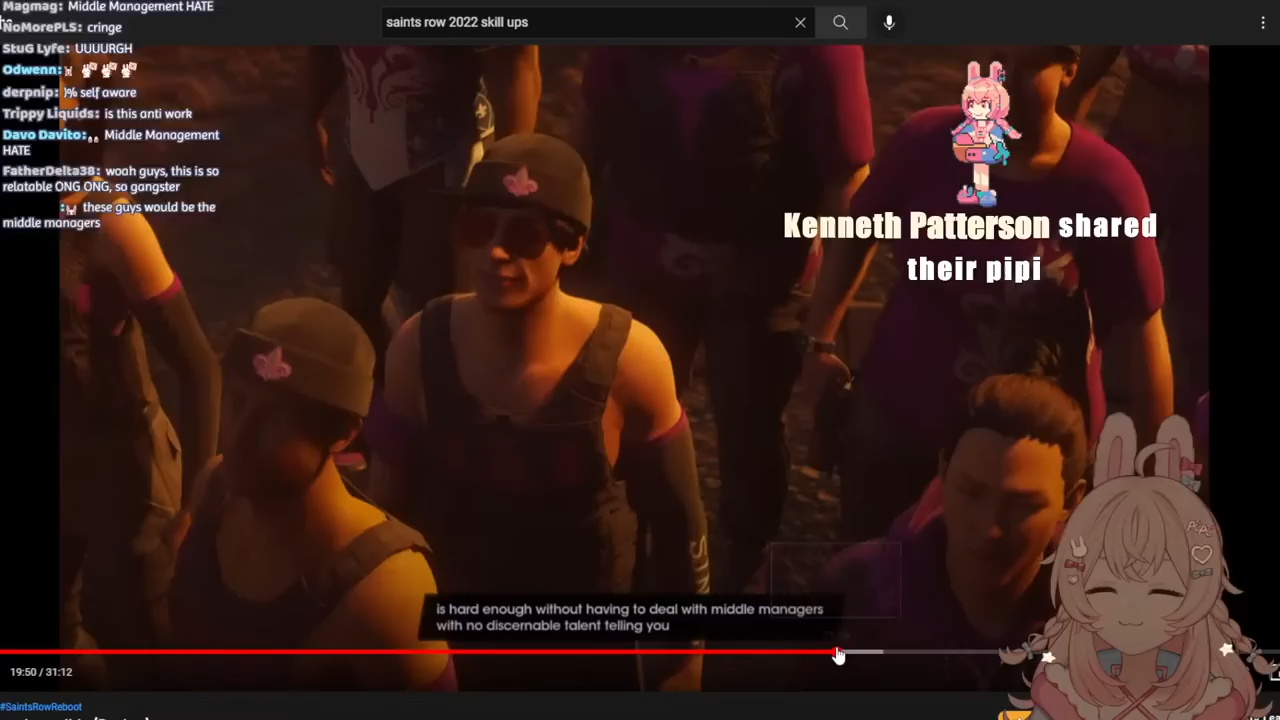 Magmag: Middle Management HATE
NoMorePLS: cringe
StuG Lyfe: UUUURGH
Odwenn:
derpnip: )% self aware
Trippy Liquids: is this anti work
Davo Davito: Middle Management
HATE
FatherDelta38: woah guys, this is so
relatable ONG ONG, so gangster
: these guys would be the
middle managers
saints row 2022 skill ups
Kenneth Patterson shared
their pipi
is hard enough without having to deal with middle managers
with no discernable talent telling you
19:50 / 31:12
#SaintsRowReboot